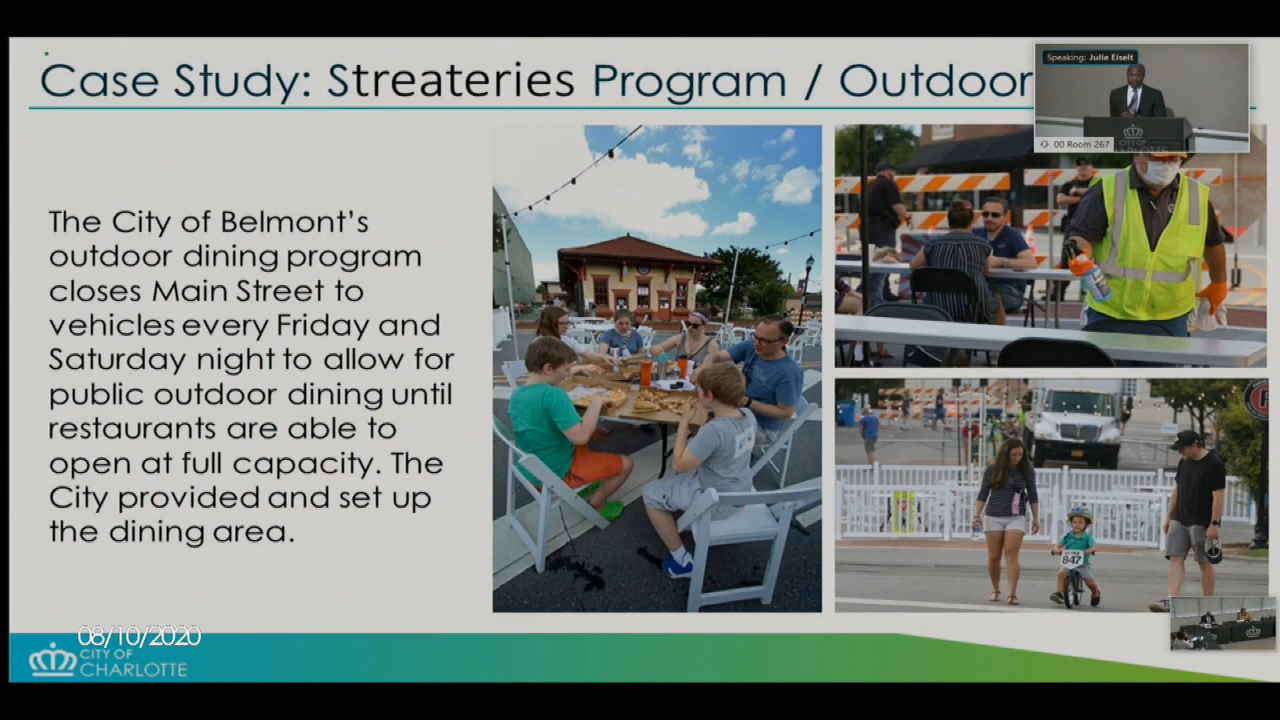 Case Study: Streateries Program / Outdoor
Speaking: Julie Eiselt
CITY OF
CHARLOTTE
00 Room 267
The City of Belmont's
outdoor dining program
closes Main Street to
vehicles every Friday and
Saturday night to allow for
public outdoor dining until
restaurants are able to
open at full capacity. The
City provided and set up
the dining area.
847
08/10/2020
CITY OF
CHARLOTTE